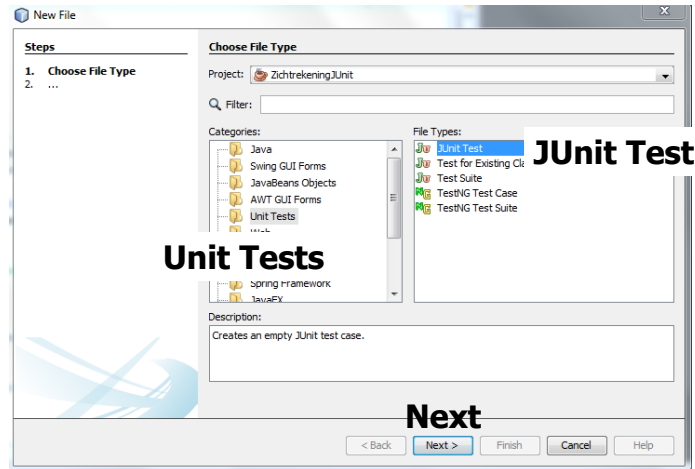 New File
X
Steps
1. Choose File Type
2. ...
Choose File Type
Project: ZichtrekeningJUnit
Filter:
Categories:
Java
Swing GUI Forms
JavaBeans Objects
AWT GUI Forms
Unit Tests
Unit Tests
Spring Framework
JavaFX
File Types:
JUnit Test
JUnit Test
Test for Existing
Test Suite
TestNG Test Case
TestNG Test Suite
Description:
Creates an empty JUnit test case.
Next
< Back
Next >
Finish
Cancel
Help